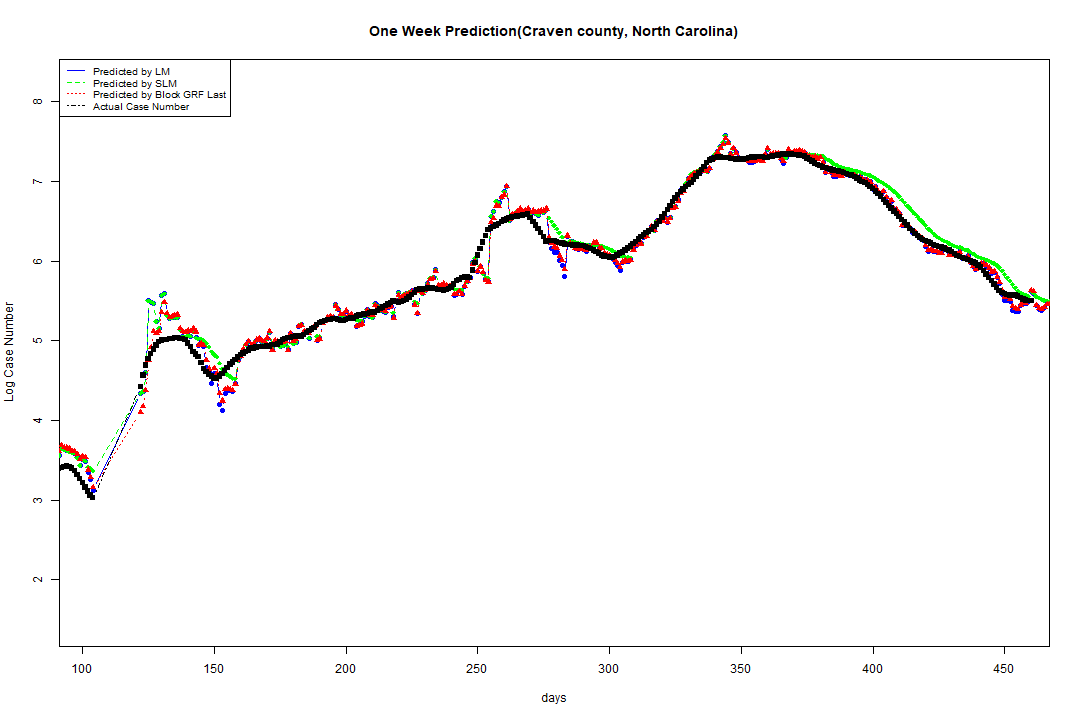 One Week Prediction(Craven county, North Carolina)
Predicted by LM
Predicted by SLM
Predicted by Block GRF Last
Actual Case Number
8
7
6
5
4
3
2
Log Case Number
100 150 200 250 300 350 400 450
days